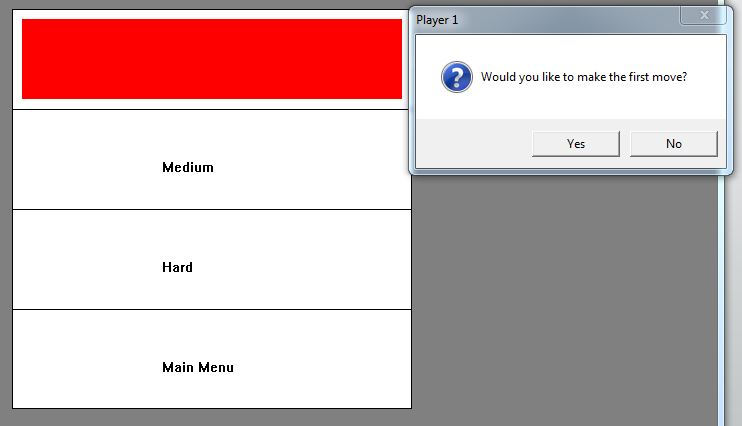 Player 1
Would you like to make the first move?
Yes
No
Medium
Hard
Main Menu